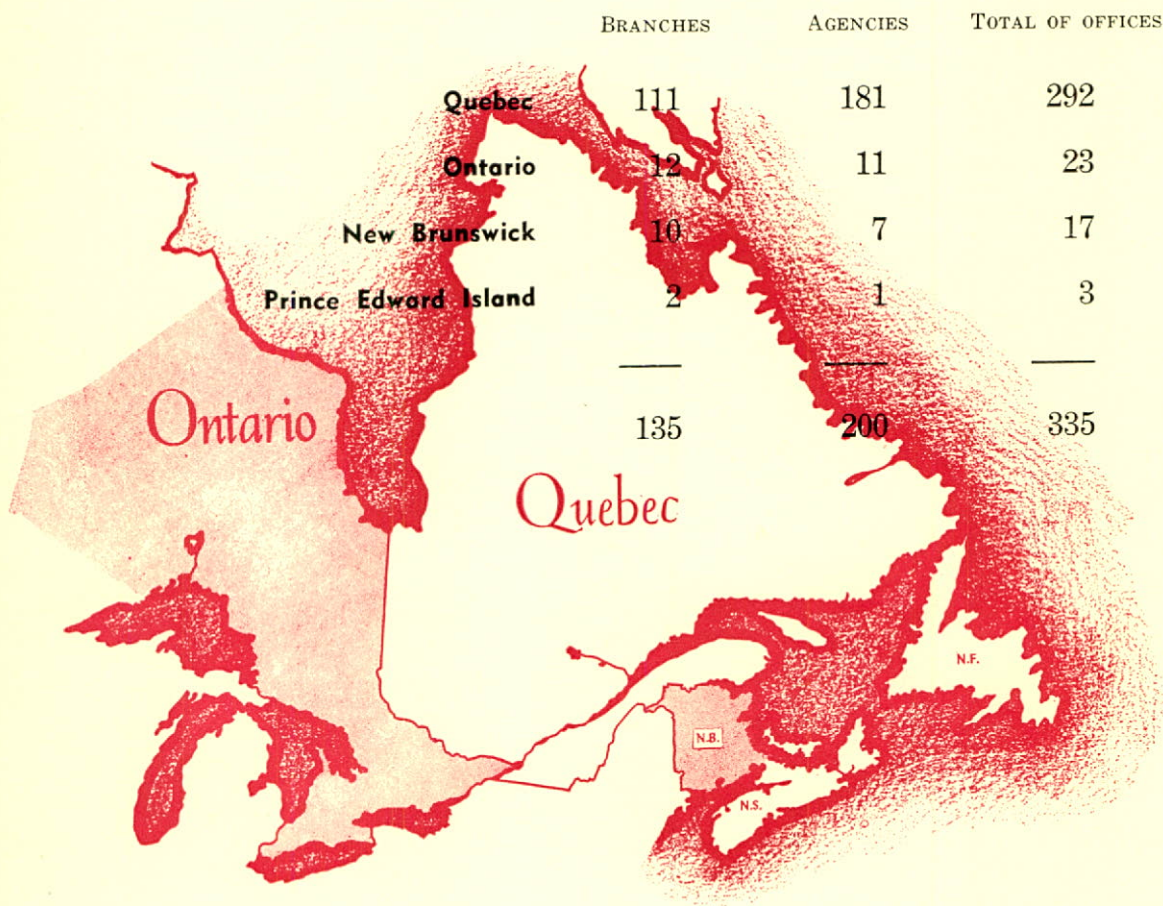 BRANCHES AGENCIES TOTAL OF OFFICES
Quebec 111 181 292
Ontario 12 11 23
New Brunswick 10 7 17
Prince Edward Island 2 1 3
135 200 335
Ontario
Quebec
N.F.
N.B.
N.S.